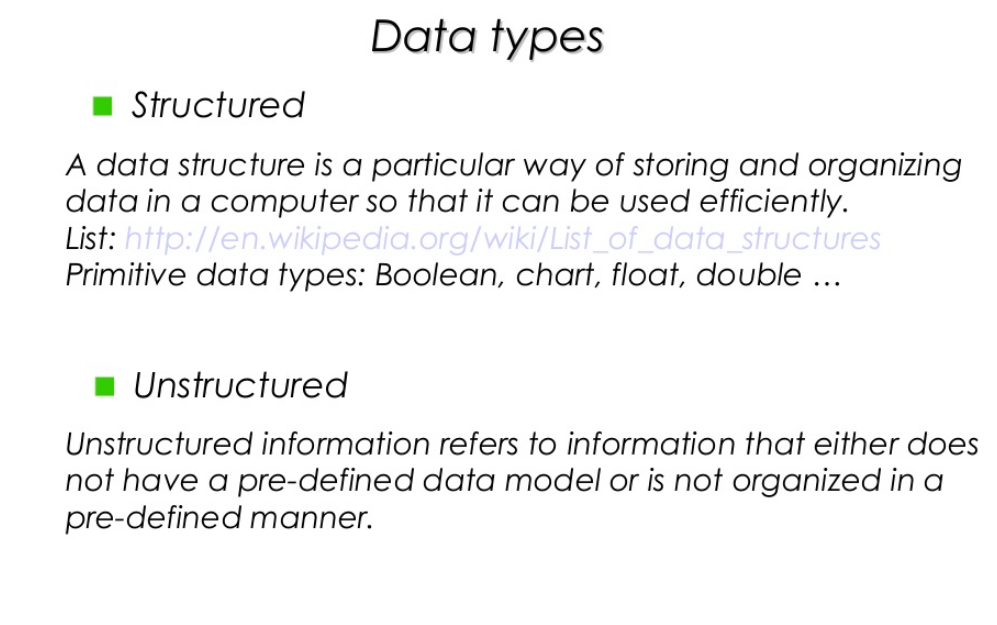 Data types
Structured
A data structure is a particular way of storing and organizing
data in a computer so that it can be used efficiently.
List: http://en.wikipedia.org/wiki/List_of_data_structures
Primitive data types: Boolean, chart, float, double …
Unstructured
Unstructured information refers to information that either does
not have a pre-defined data model or is not organized in a
pre-defined manner.